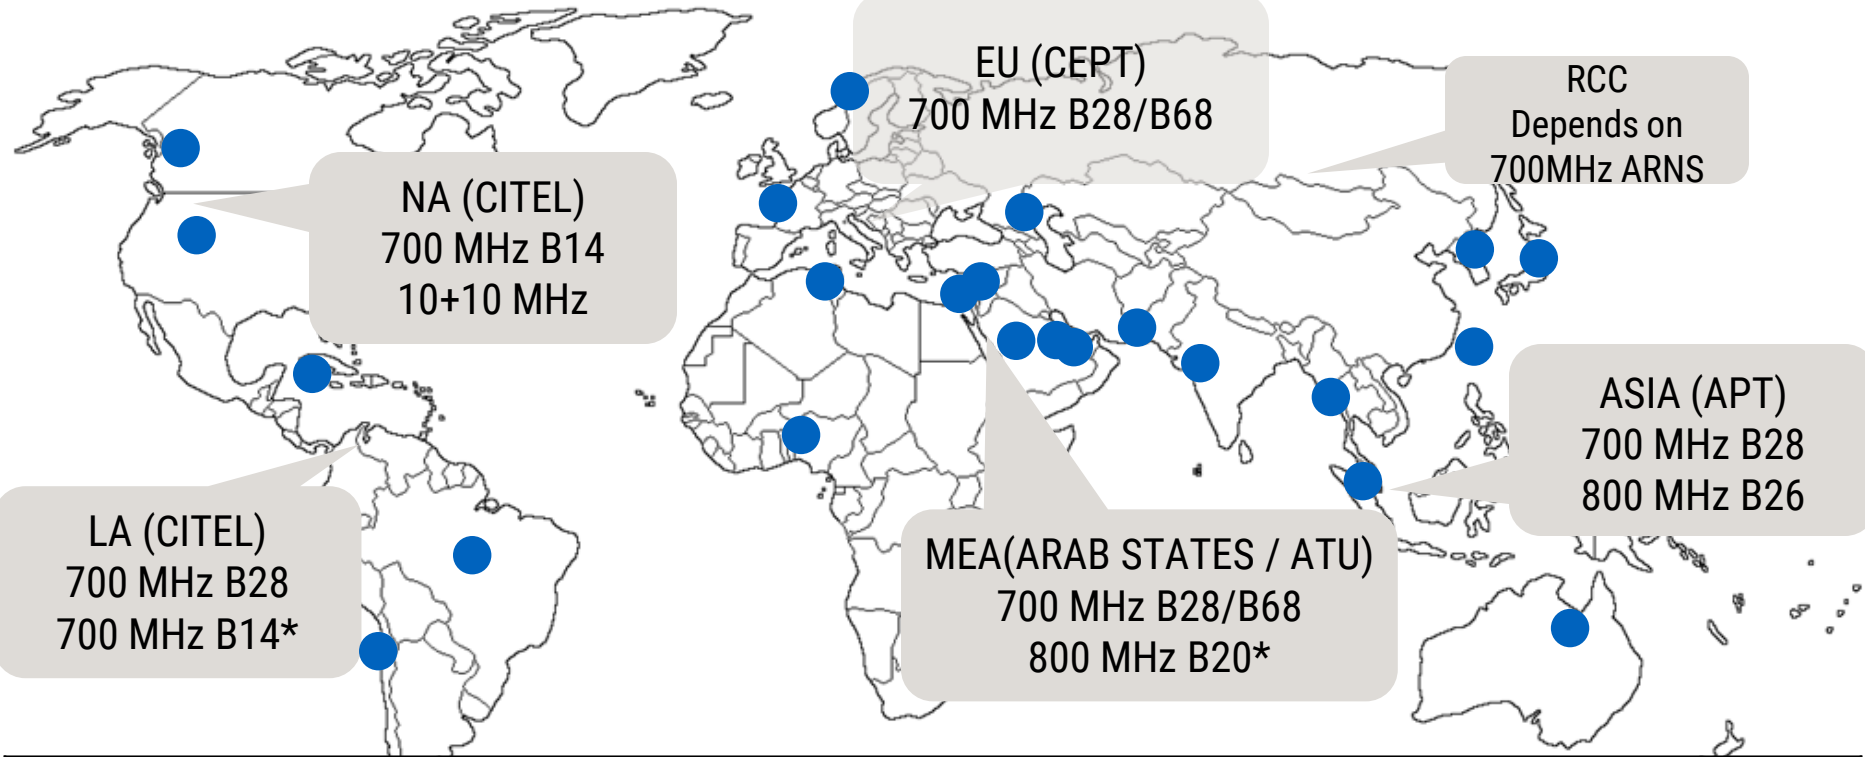 EU (CEPT)
700 MHz B28/B68
RCC
Depends on
700MHz ARNS
NA (CITEL)
700 MHz B14
10+10 MHz
ASIA (APT)
700 MHz B28
800 MHz B26
LA (CITEL)
700 MHz B28
700 MHz B14*
MEA(ARAB STATES / ATU)
700 MHz B28/B68
800 MHz B20*